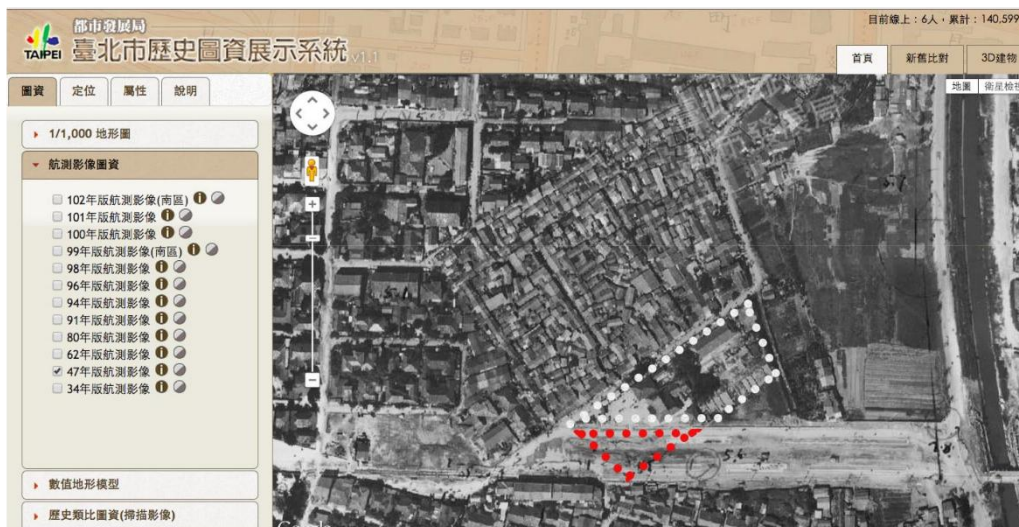 目前線上：6人，累計：140,599
都市發展局
TAIPEI
臺北市歷史圖資展示系統 v1.1
首頁
新舊比對
3D建物
圖資
定位
屬性
說明
地圖
衛星檢視
1/1,000 地形圖
航測影像圖資
102年版航測影像(南區)
101年版航測影像
100年版航測影像
99年版航測影像(南區)
98年版航測影像
96年版航測影像
94年版航測影像
91年版航測影像
80年版航測影像
62年版航測影像
47年版航測影像
34年版航測影像
數值地形模型
歷史類比圖資(掃描影像)